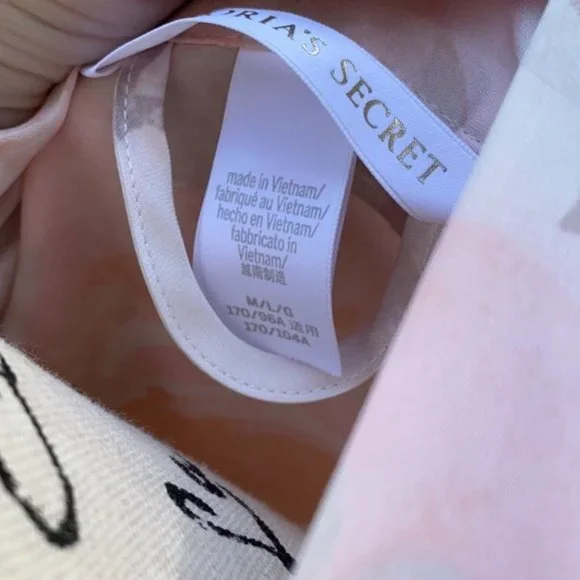 ORIA'S SECRET
made in Vietnam/
fabriqué au Vietnam/
hecho en Vietnam/
fabbricato in
Vietnam/
越南制造
M/L/G
170/96A 适用
170/104A